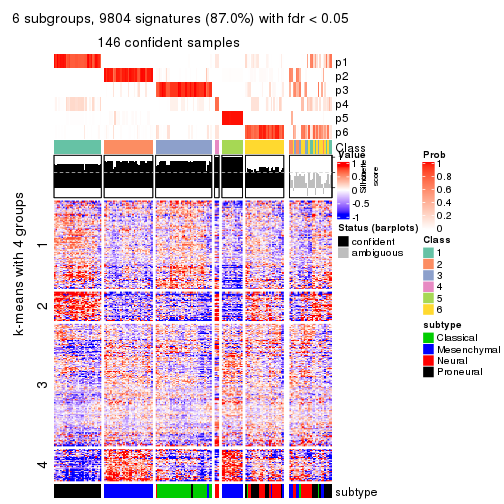 6 subgroups, 9804 signatures (87.0%) with fdr < 0.05
146 confident samples
p1
p2
p3
p4
p5
p6
Class
Silhouette
score
k-means with 4 groups
1
2
3
4
subtype
Value
1
0.5
0
-0.5
-1
Status (barplots)
confident
ambiguous
Prob
1
0.8
0.6
0.4
0.2
0
Class
1
2
3
4
5
6
subtype
Classical
Mesenchymal
Neural
Proneural